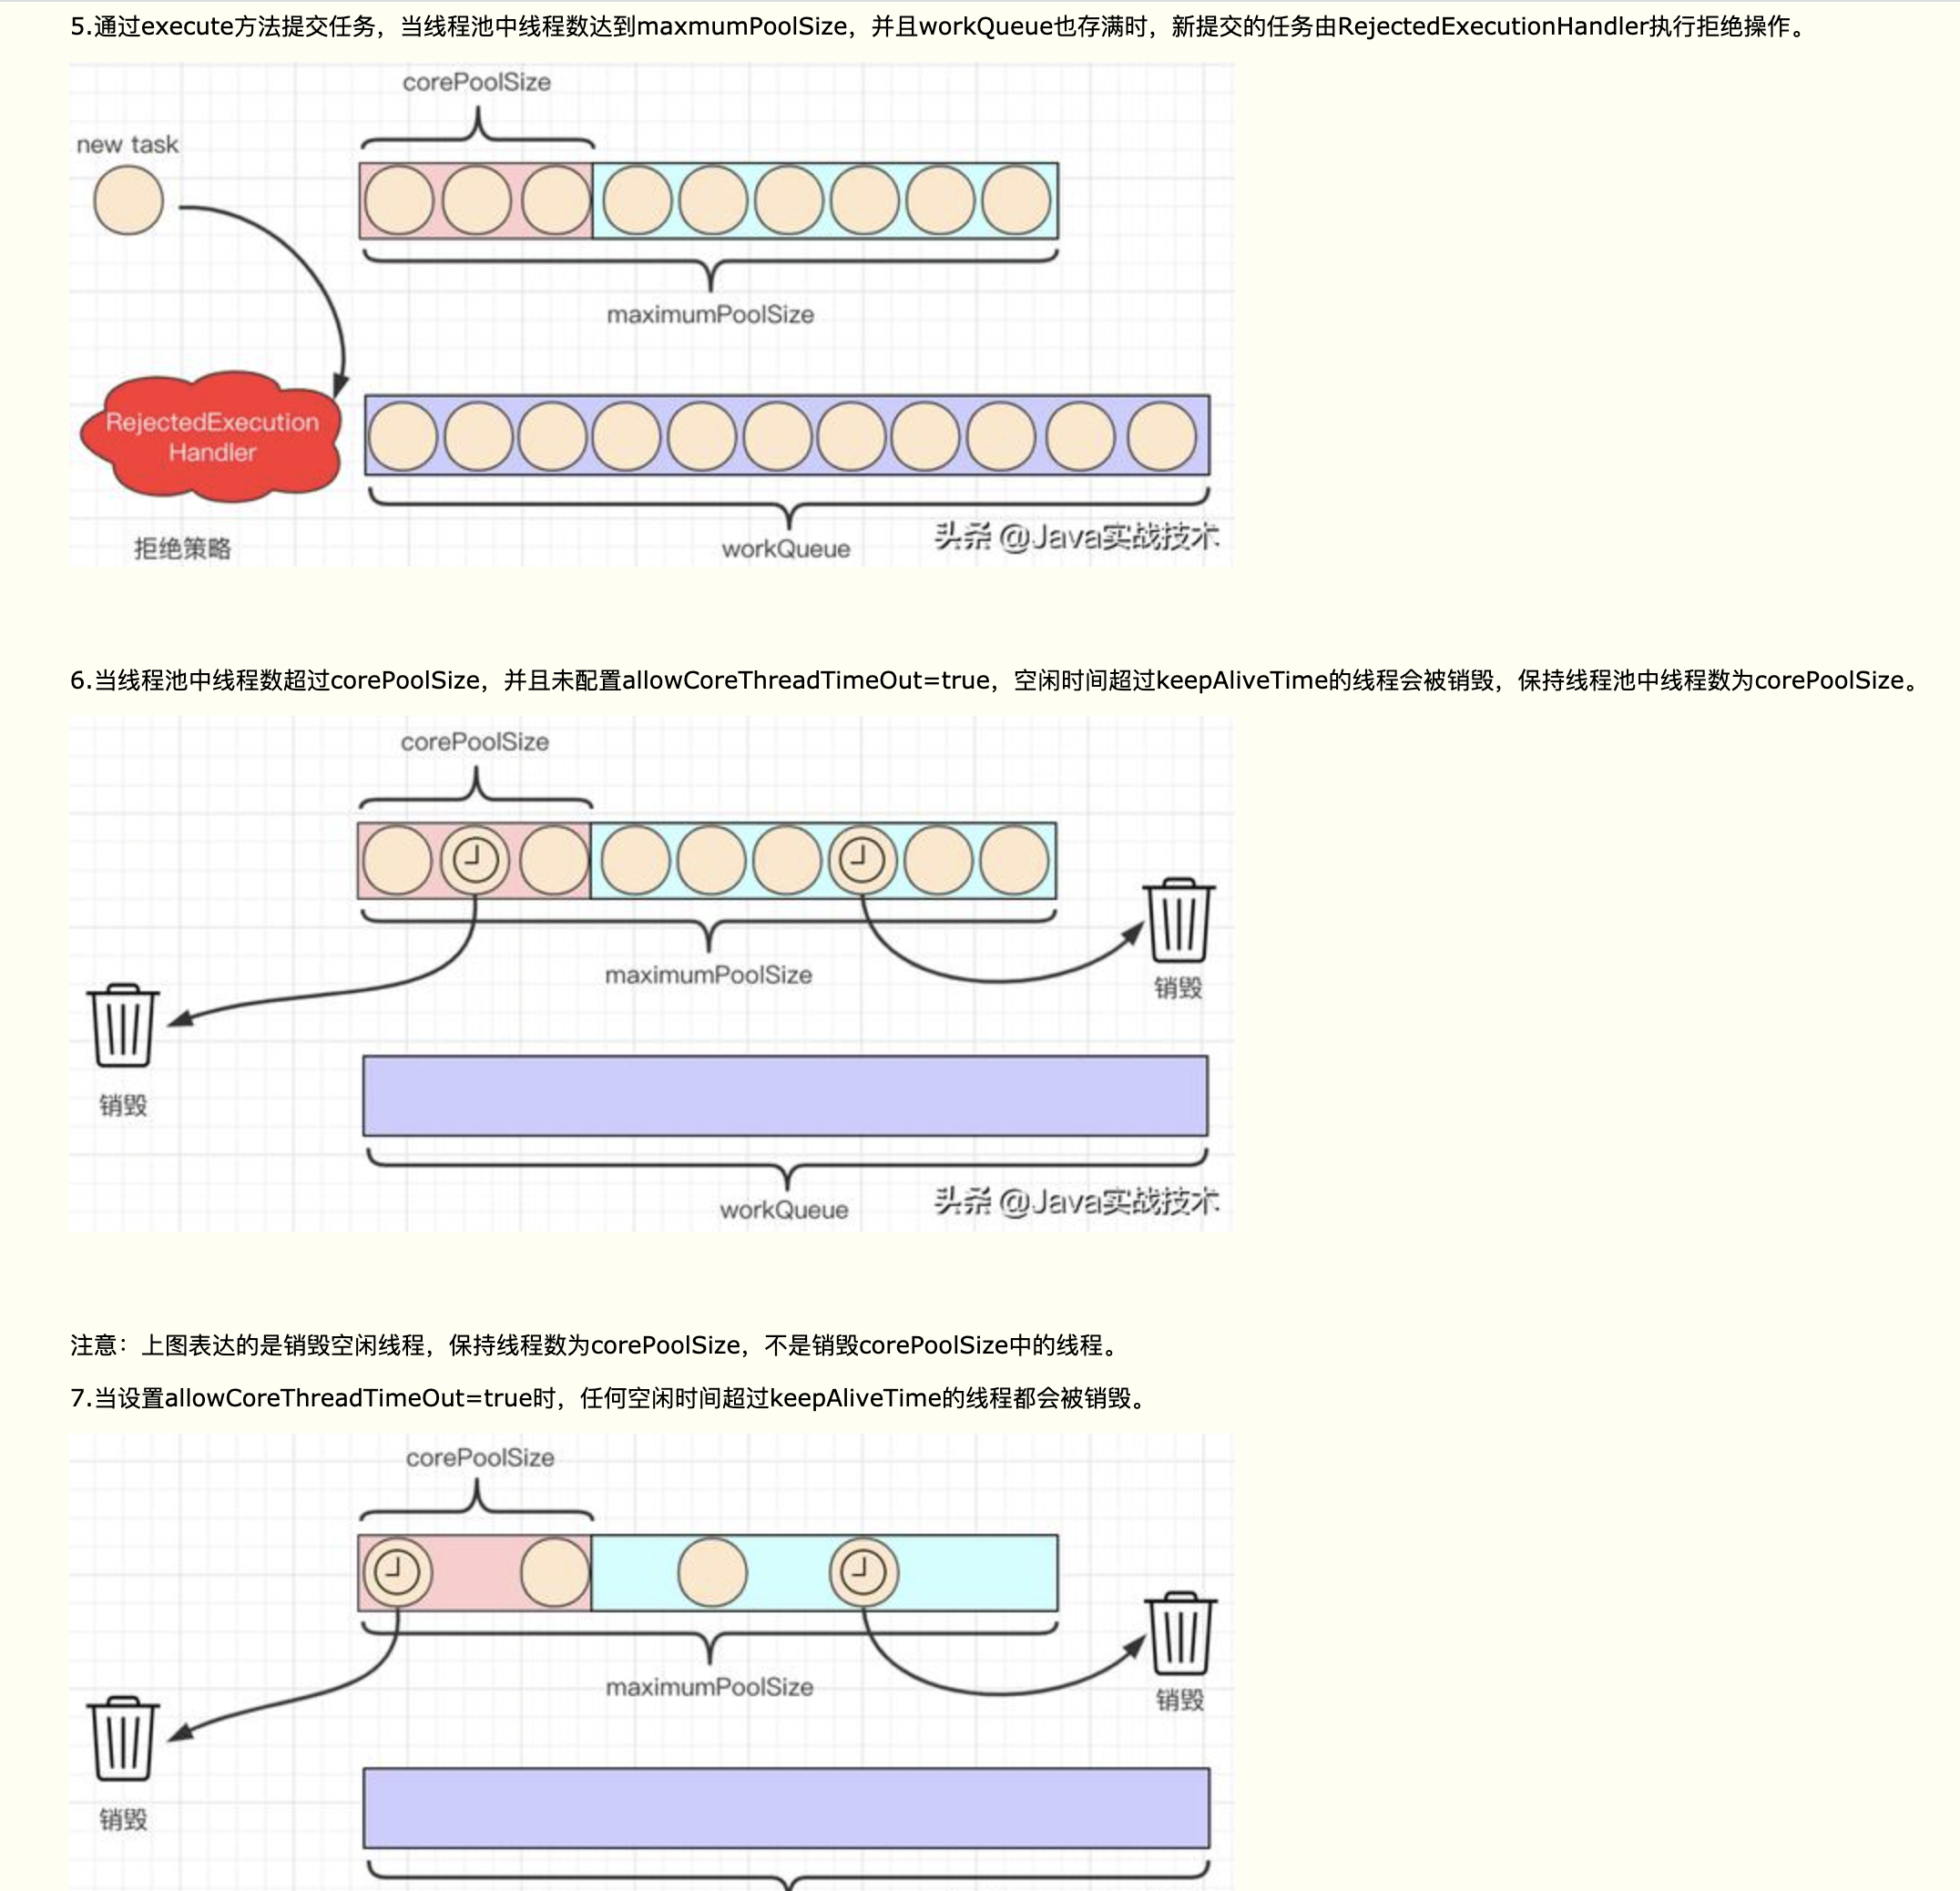 5.通过execute方法提交任务，当线程池中线程数达到maxmumPoolSize，并且workQueue也存满时，新提交的任务由RejectedExecutionHandler执行拒绝操作。
corePoolSize
new task
maximumPoolSize
RejectedExecution
Handler
拒绝策略
workQueue
头条 @Java实战技术
6.当线程池中线程数超过corePoolSize，并且未配置allowCoreThreadTimeOut=true，空闲时间超过keepAliveTime的线程会被销毁，保持线程池中线程数为corePoolSize。
corePoolSize
maximumPoolSize
销毁
销毁
workQueue
头条 @Java实战技术
注意：上图表达的是销毁空闲线程，保持线程数为corePoolSize，不是销毁corePoolSize中的线程。
7.当设置allowCoreThreadTimeOut=true时，任何空闲时间超过keepAliveTime的线程都会被销毁。
corePoolSize
maximumPoolSize
销毁
销毁